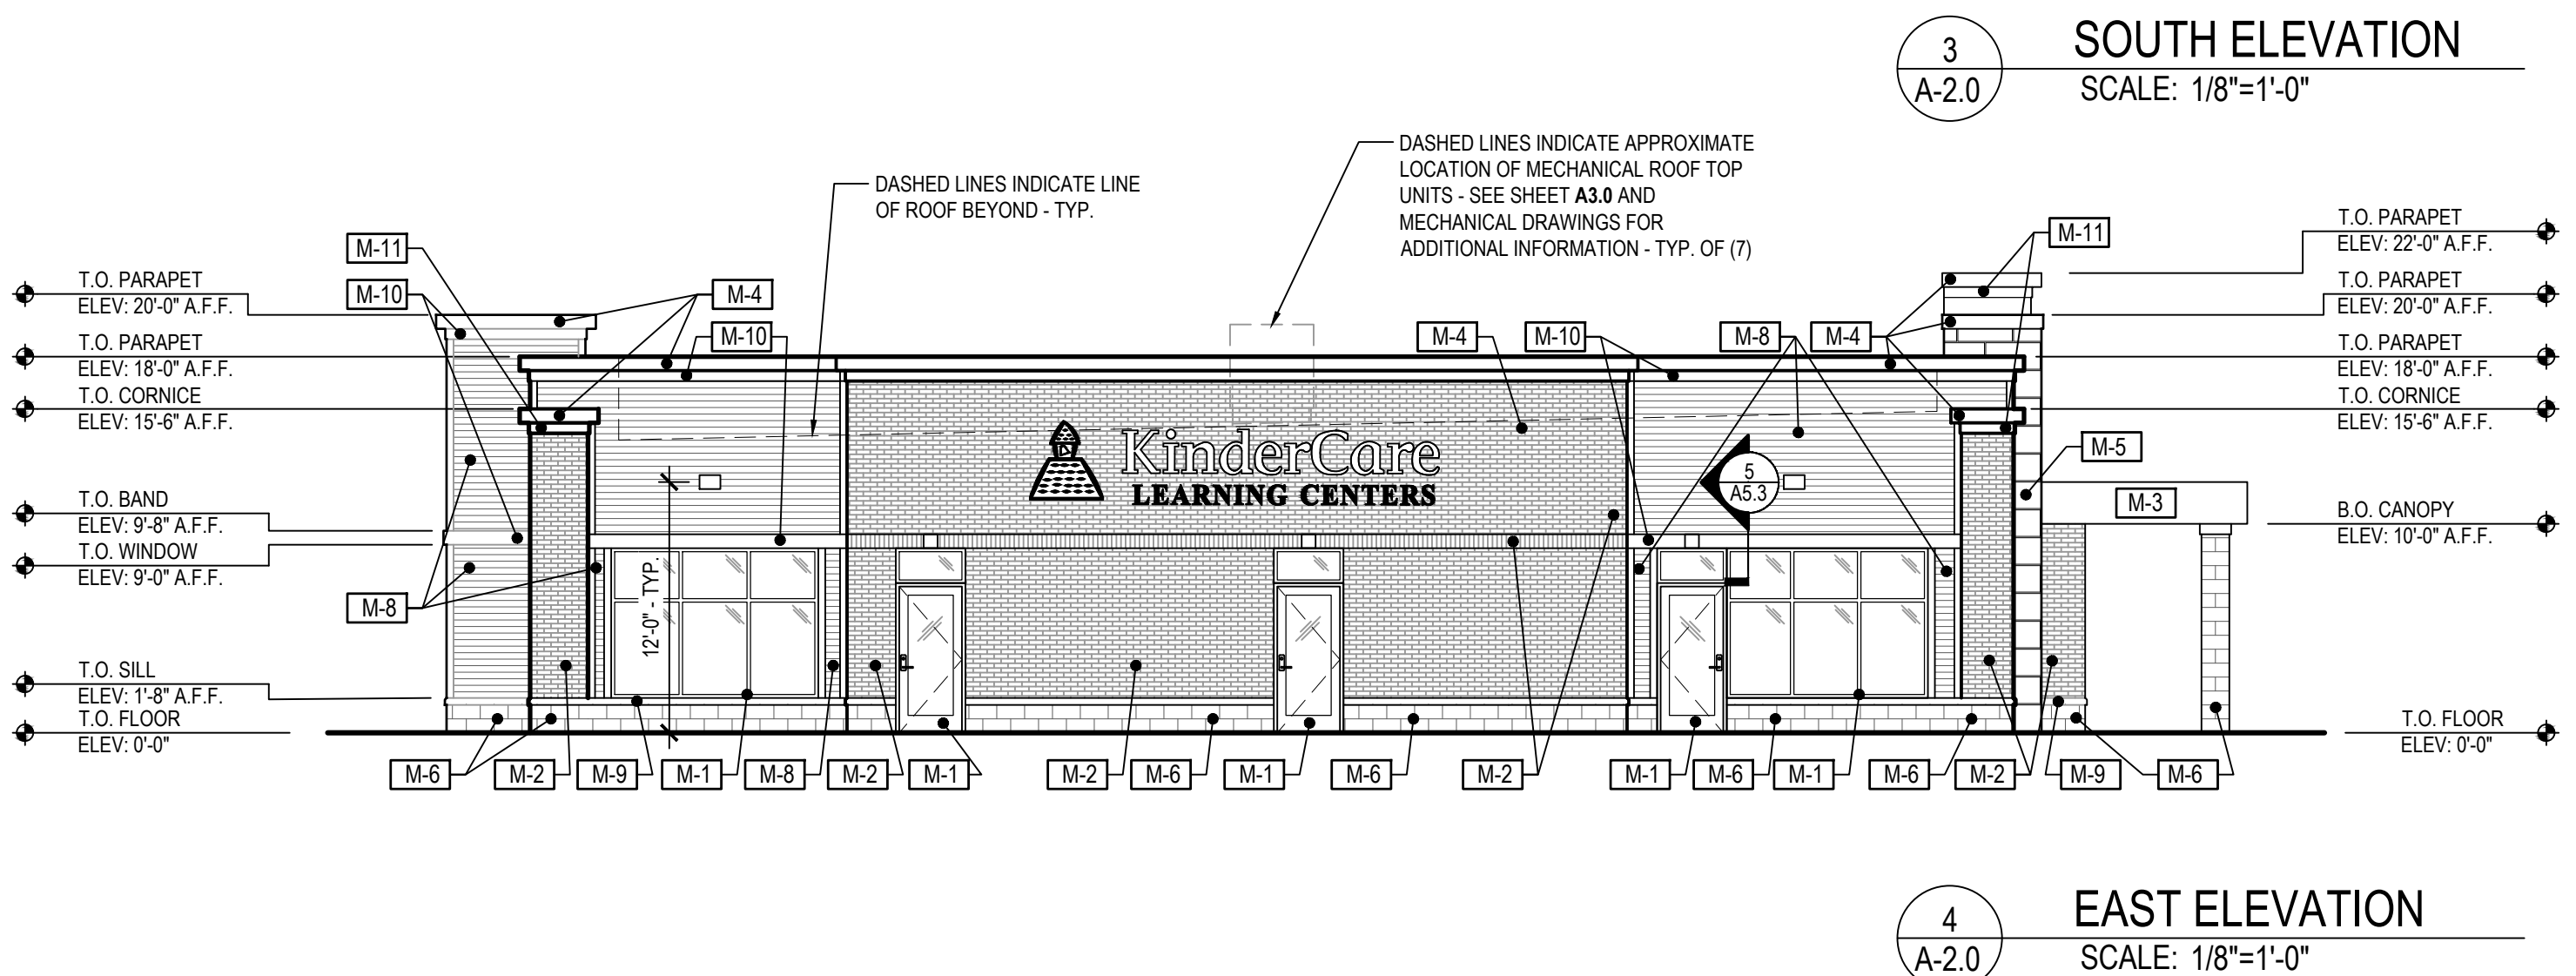 3
A-2.0
SOUTH ELEVATION
SCALE: 1/8"=1'-0"
DASHED LINES INDICATE LINE
OF ROOF BEYOND - TYP.
DASHED LINES INDICATE APPROXIMATE
LOCATION OF MECHANICAL ROOF TOP
UNITS - SEE SHEET A3.0 AND
MECHANICAL DRAWINGS FOR
ADDITIONAL INFORMATION - TYP. OF (7)
T.O. PARAPET
ELEV: 20'-0" A.F.F.
T.O. PARAPET
ELEV: 18'-0" A.F.F.
T.O. CORNICE
ELEV: 15'-6" A.F.F.
T.O. BAND
ELEV: 9'-8" A.F.F.
T.O. WINDOW
ELEV: 9'-0" A.F.F.
T.O. SILL
ELEV: 1'-8" A.F.F.
T.O. FLOOR
ELEV: 0'-0"
M-11
M-10
M-8
M-4
M-10
M-4
M-10
M-8
M-4
M-11
M-5
M-3
KinderCare
LEARNING CENTERS
5
A5.3
12'-0" - TYP.
T.O. PARAPET
ELEV: 22'-0" A.F.F.
T.O. PARAPET
ELEV: 20'-0" A.F.F.
T.O. PARAPET
ELEV: 18'-0" A.F.F.
T.O. CORNICE
ELEV: 15'-6" A.F.F.
B.O. CANOPY
ELEV: 10'-0" A.F.F.
T.O. FLOOR
ELEV: 0'-0"
M-6 M-2 M-9 M-1 M-8 M-2 M-1 M-2 M-6 M-1 M-6 M-2 M-1 M-6 M-1 M-6 M-2 M-9 M-6
4
A-2.0
EAST ELEVATION
SCALE: 1/8"=1'-0"